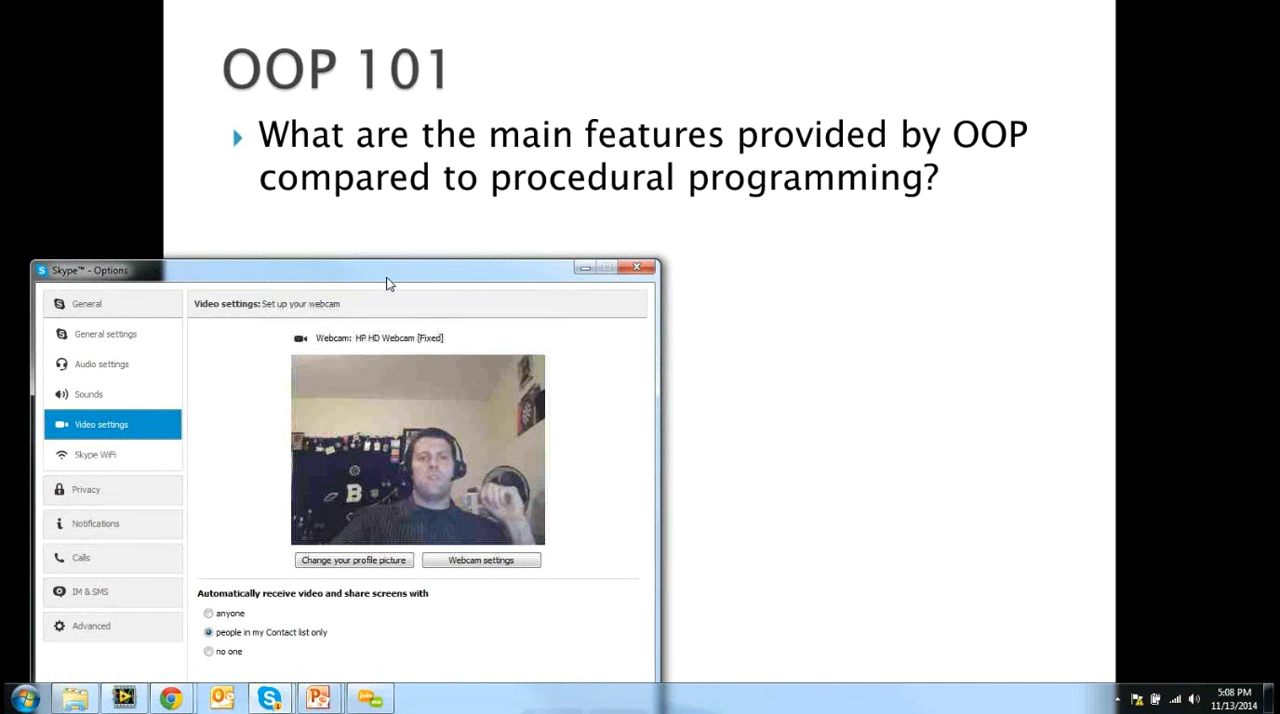 OOP 101
What are the main features provided by OOP
compared to procedural programming?
Skype™ - Options
General
General settings
Audio settings
Sounds
Video settings
Skype WiFi
Privacy
Notifications
Calls
IM & SMS
Advanced
Video settings: Set up your webcam
Webcam: HP HD Webcam [Fixed]
B
Change your profile picture
Webcam settings
Automatically receive video and share screens with
anyone
people in my Contact list only
no one
5:08 PM
11/13/2014